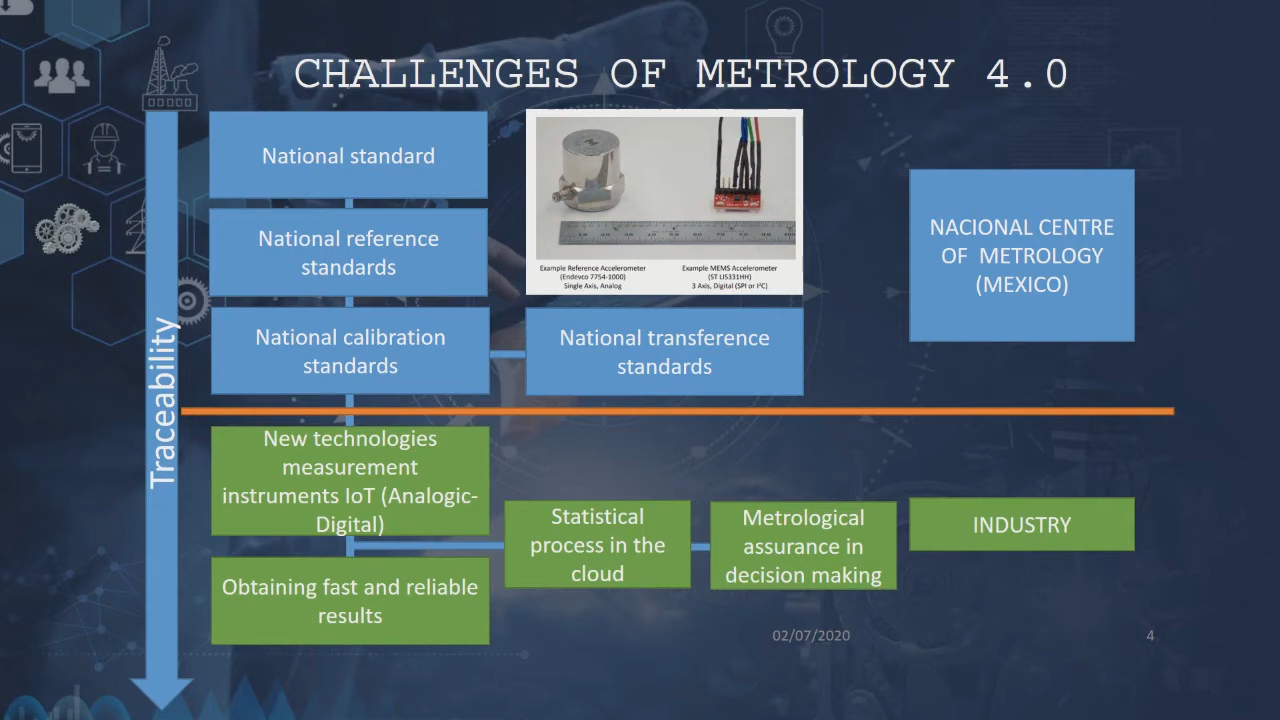 CHALLENGES OF METROLOGY 4.0
Traceability
National standard
National reference
standards
National calibration
standards
Example Reference Accelerometer
(Endevco 7754-1000)
Single Axis, Analog
Example MEMS Accelerometer
(ST LIS331HH)
3 Axis, Digital (SPI or I²C)
National transference
standards
NACIONAL CENTRE
OF METROLOGY
(MEXICO)
New technologies
measurement
instruments IoT (Analogic-
Digital)
Statistical
process in the
cloud
Metrological
assurance in
decision making
INDUSTRY
Obtaining fast and reliable
results
02/07/2020
4